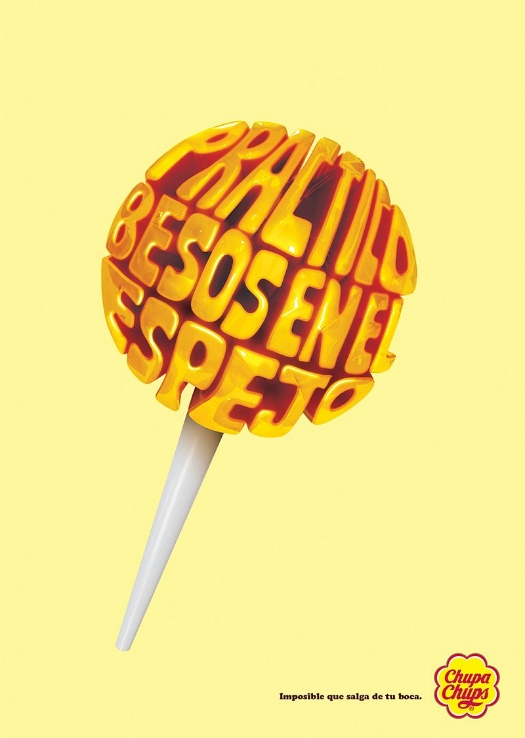 PRACTICO
BESOS EN EL
ESPEJO
Imposible que salga de tu boca.
Chupa
Chups